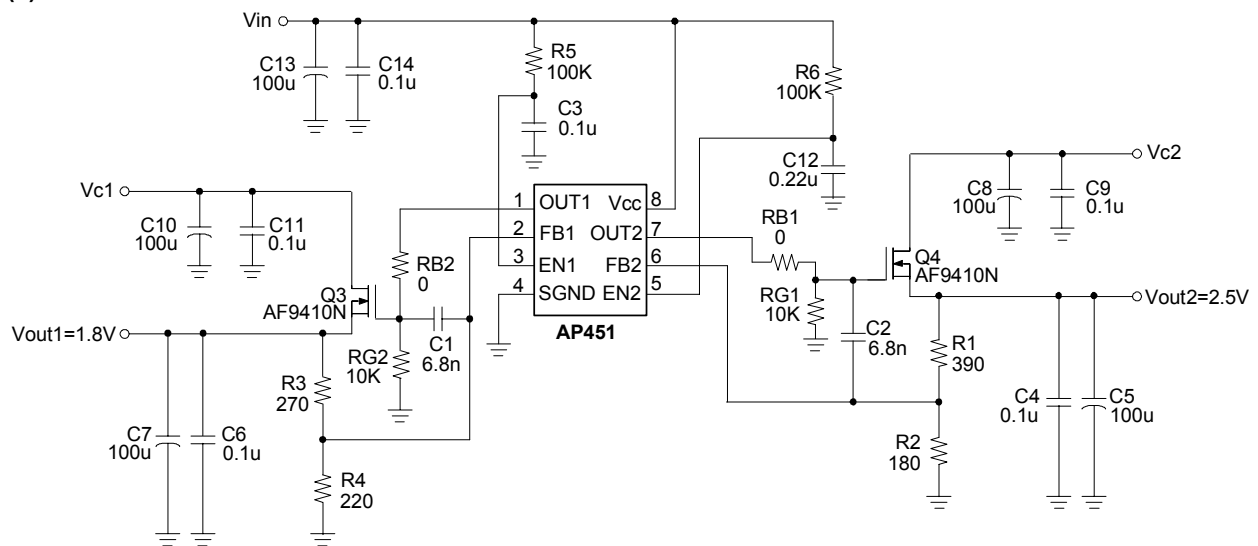 Vin
C13
100u
C14
0.1u
R5
100K
C3
0.1u
R6
100K
C12
0.22u
Vc2
C8
100u
C9
0.1u
Vc1
C10
100u
C11
0.1u
1 OUT1 Vcc 8
2 FB1 OUT2 7
3 EN1 FB2 6
4 SGND EN2 5
AP451
RB2
0
RB1
0
Q3
AF9410N
Q4
AF9410N
RG1
10K
C2
6.8n
Vout2=2.5V
Vout1=1.8V
C1
6.8n
RG2
10K
R1
390
R3
270
C4
0.1u
C5
100u
C7
100u
C6
0.1u
R2
180
R4
220